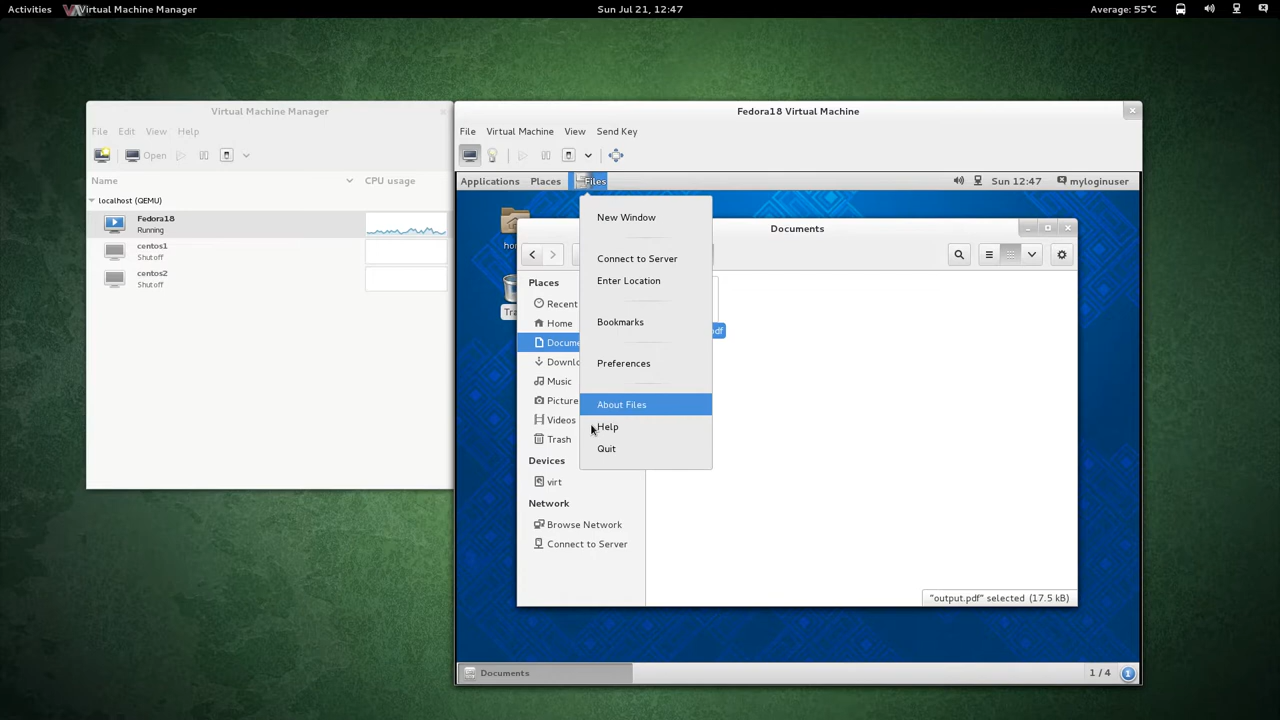 Activities Virtual Machine Manager Sun Jul 21, 12:47 Average: 55°C
Virtual Machine Manager
File Edit View Help
Open
Name CPU usage
localhost (QEMU)
Fedora18
Running
centos1
Shutoff
centos2
Shutoff
Fedora18 Virtual Machine
File Virtual Machine View Send Key
Applications Places Files Sun 12:47 myloginuser
New Window
Connect to Server
Enter Location
Bookmarks
Preferences
About Files
Help
Quit
Documents
Places
Recent
Home
Docume
Downlo
Music
Picture
Videos
Trash
Devices
virt
Network
Browse Network
Connect to Server
"output.pdf" selected (17.5 kB)
Documents 1 / 4